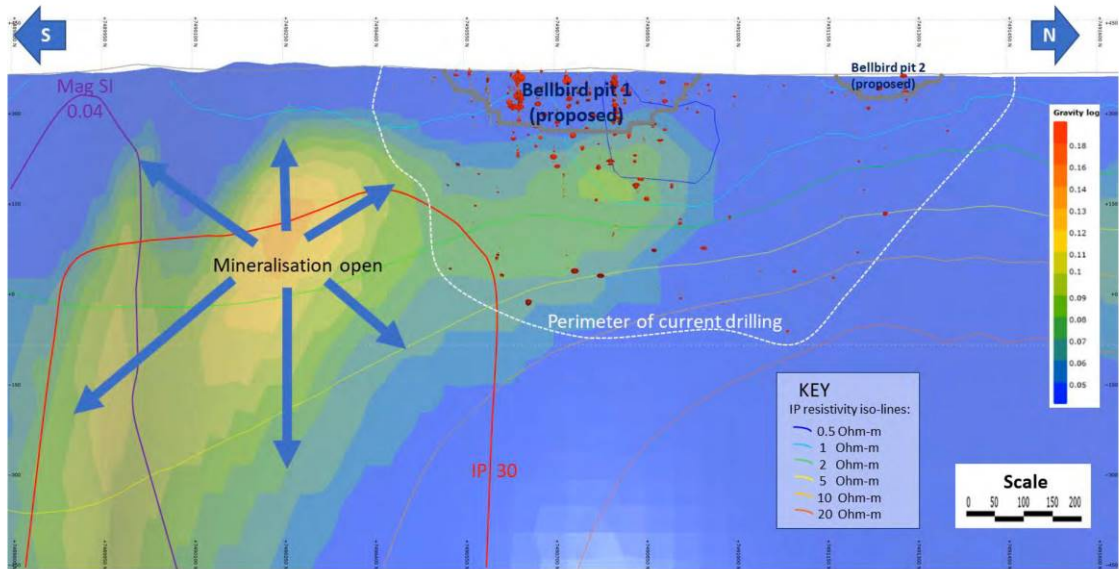 S
N
Mag SI
0.04
Bellbird pit 1
(proposed)
Bellbird pit 2
(proposed)
Gravity log
0.18
0.16
0.14
0.13
0.12
0.11
0.1
0.09
0.08
0.07
0.06
0.05
Mineralisation open
Perimeter of current drilling
IP 30
KEY
IP resistivity iso-lines:
0.5 Ohm-m
1 Ohm-m
2 Ohm-m
5 Ohm-m
10 Ohm-m
20 Ohm-m
Scale
0 50 100 150 200